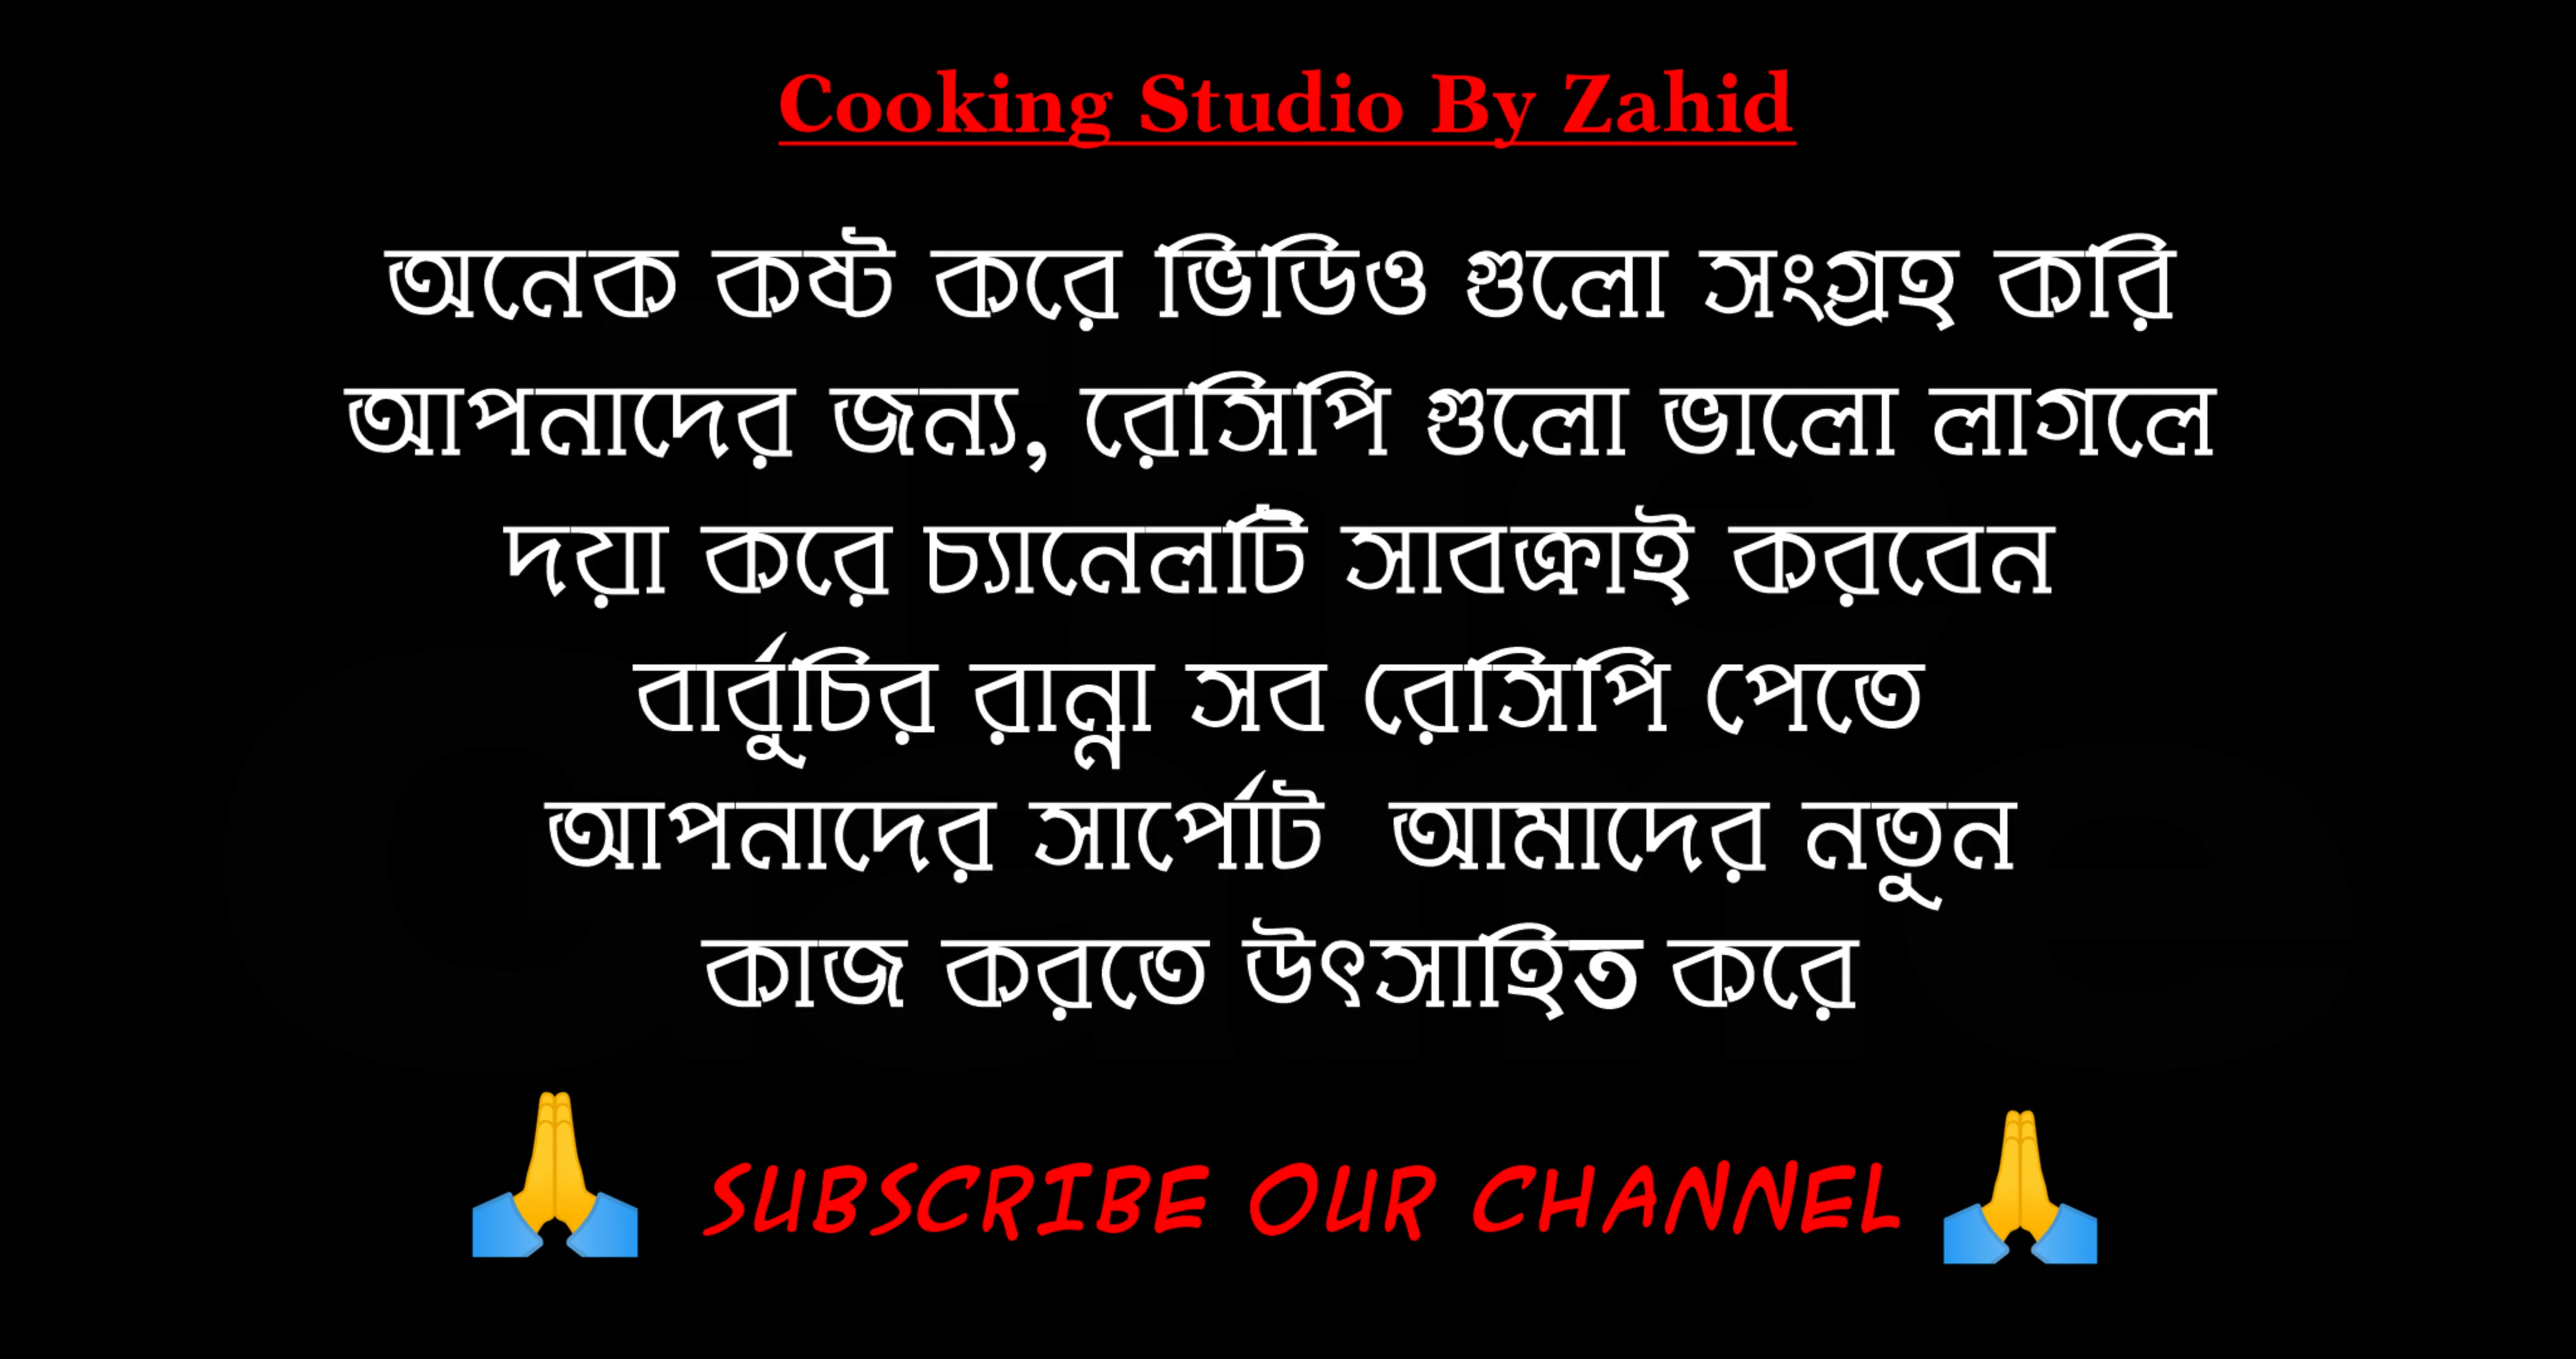 Cooking Studio By Zahid
অনেক কষ্ট করে ভিডিও গুলো সংগ্রহ করি
আপনাদের জন্য, রেসিপি গুলো ভালো লাগলে
দয়া করে চ্যানেলটি সাবক্রাই করবেন
বার্বুচির রান্না সব রেসিপি পেতে
আপনাদের সার্পোট আমাদের নতুন
কাজ করতে উৎসাহিত করে
🙏 SUBSCRIBE OUR CHANNEL 🙏